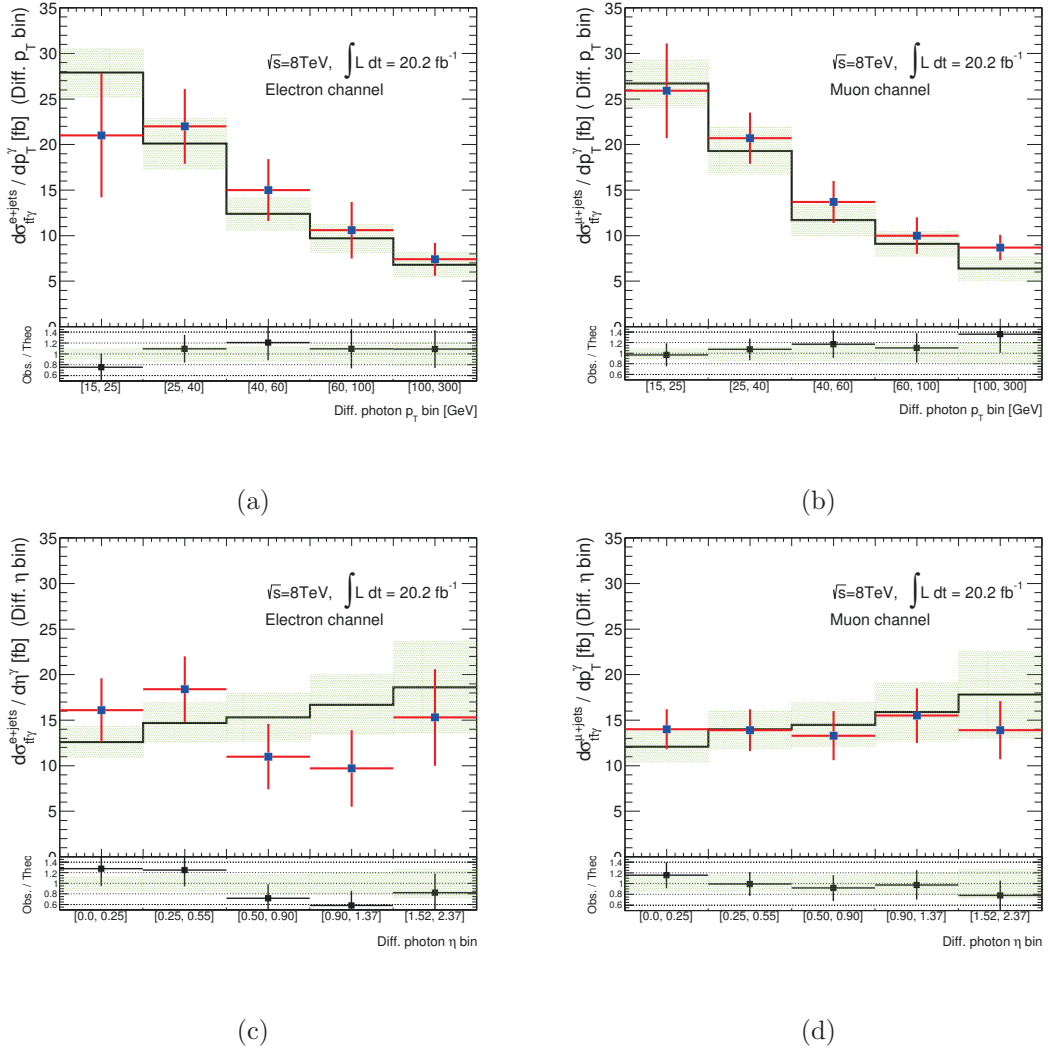 dσ^{e+jets}_{tt̄γ} / dp_T^γ [fb] (Diff. p_T bin)
35
30
25
20
15
10
5
0
√s=8TeV, ∫L dt = 20.2 fb⁻¹
Electron channel
Obs. / Theo
1.4
1.2
1
0.8
0.6
[15, 25] [25, 40] [40, 60] [60, 100] [100, 300]
Diff. photon p_T bin [GeV]
(a)
dσ^{μ+jets}_{tt̄γ} / dp_T^γ [fb] ( Diff. p_T bin)
35
30
25
20
15
10
5
0
√s=8TeV, ∫L dt = 20.2 fb⁻¹
Muon channel
Obs. / Theo
1.4
1.2
1
0.8
0.6
[15, 25] [25, 40] [40, 60] [60, 100] [100, 300]
Diff. photon p_T bin [GeV]
(b)
dσ^{e+jets}_{tt̄γ} / dη^γ [fb] (Diff. η bin)
35
30
25
20
15
10
5
0
√s=8TeV, ∫L dt = 20.2 fb⁻¹
Electron channel
Obs. / Theo
1.4
1.2
1
0.8
0.6
[0.0, 0.25] [0.25, 0.55] [0.50, 0.90] [0.90, 1.37] [1.52, 2.37]
Diff. photon η bin
(c)
dσ^{μ+jets}_{tt̄γ} / dp_T^γ [fb] (Diff. η bin)
35
30
25
20
15
10
5
0
√s=8TeV, ∫L dt = 20.2 fb⁻¹
Muon channel
Obs. / Theo
1.4
1.2
1
0.8
0.6
[0.0, 0.25] [0.25, 0.55] [0.50, 0.90] [0.90, 1.37] [1.52, 2.37]
Diff. photon η bin
(d)